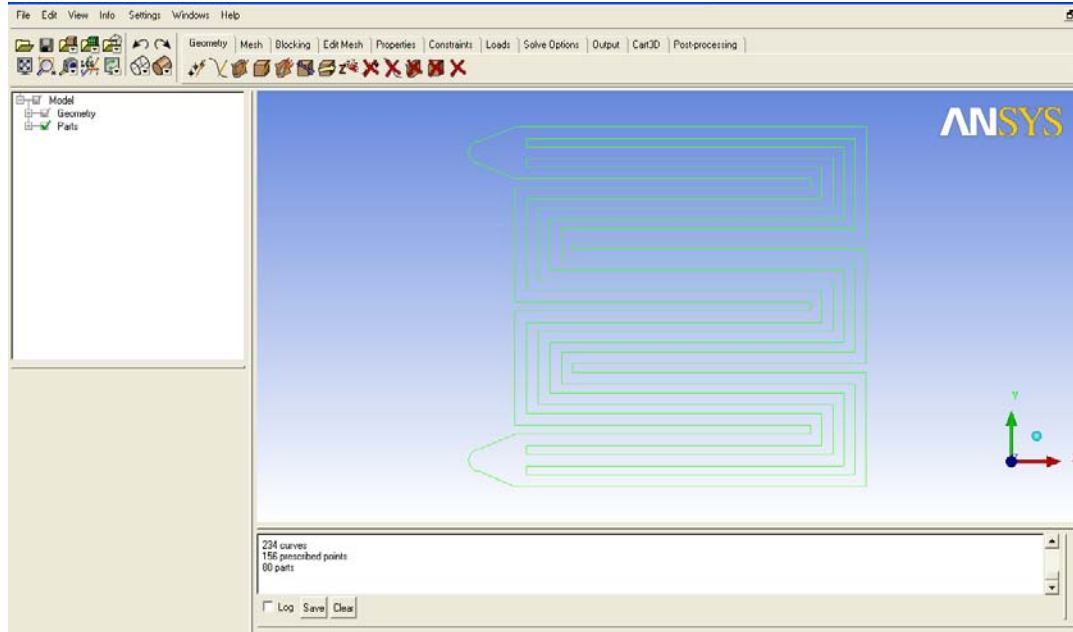 File Edit View Info Settings Windows Help
Geometry Mesh Blocking Edit Mesh Properties Constraints Loads Solve Options Output Cart3D Post-processing
Model
Geometry
Parts
ANSYS
Y
234 curves
156 prescribed points
80 parts
Log Save Clear